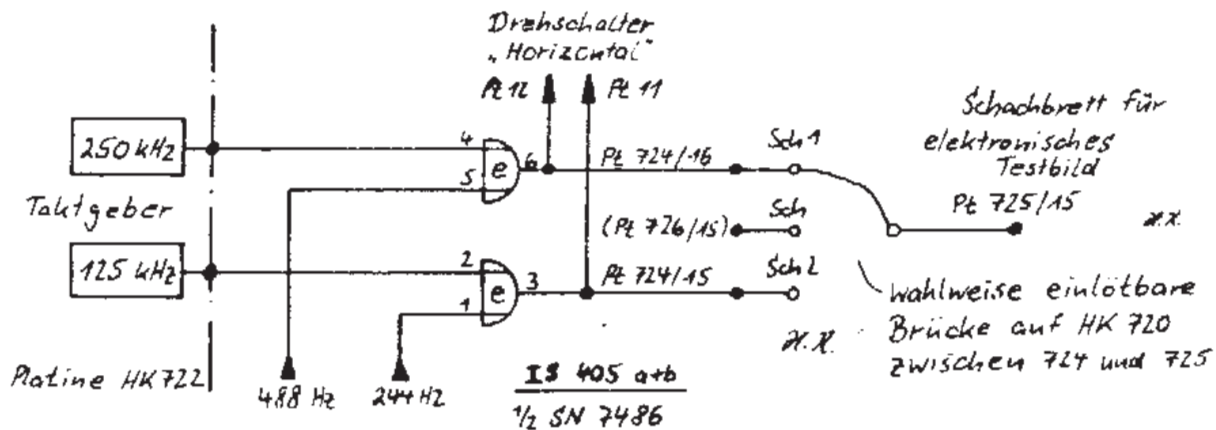 Drehschalter
„Horizontal"
Pt 12
Pt 11
Schachbrett für
elektronisches
Testbild
Pt 725/15
250 kHz
4
5
e
6
Pt 724/16
Sch 1
Taktgeber
(Pt 726/15)
Sch
125 kHz
2
1
e
3
Pt 724/15
Sch 2
wahlweise einlötbare
Brücke auf HK 720
zwischen 724 und 725
Platine HK 722
488 Hz
244 Hz
IS 405 a+b
1/2 SN 7486